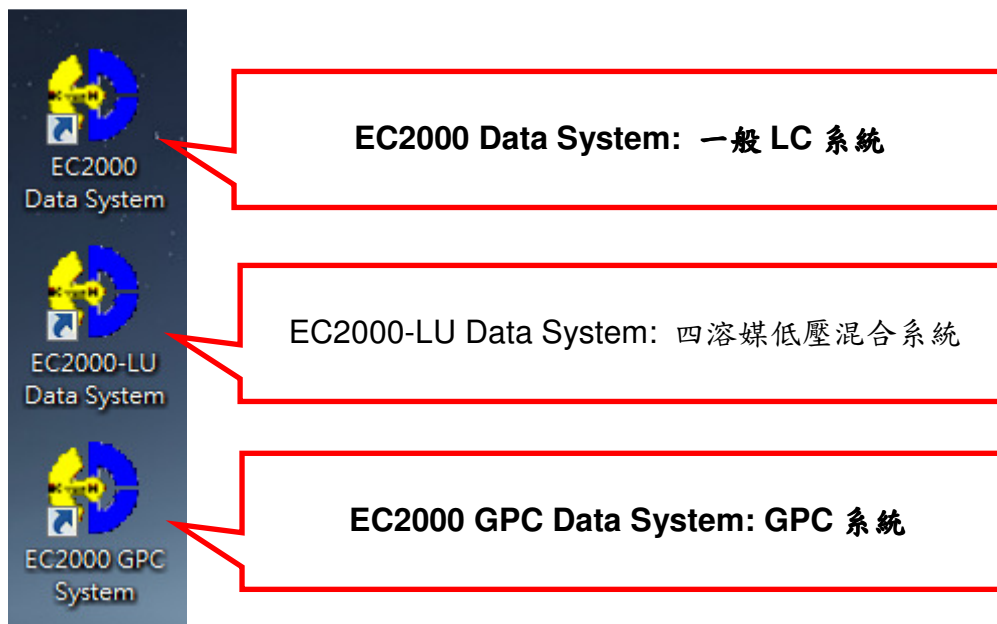 EC2000
Data System
EC2000 Data System: 一般 LC 系統
EC2000-LU
Data System
EC2000-LU Data System: 四溶媒低壓混合系統
EC2000 GPC
System
EC2000 GPC Data System: GPC 系統